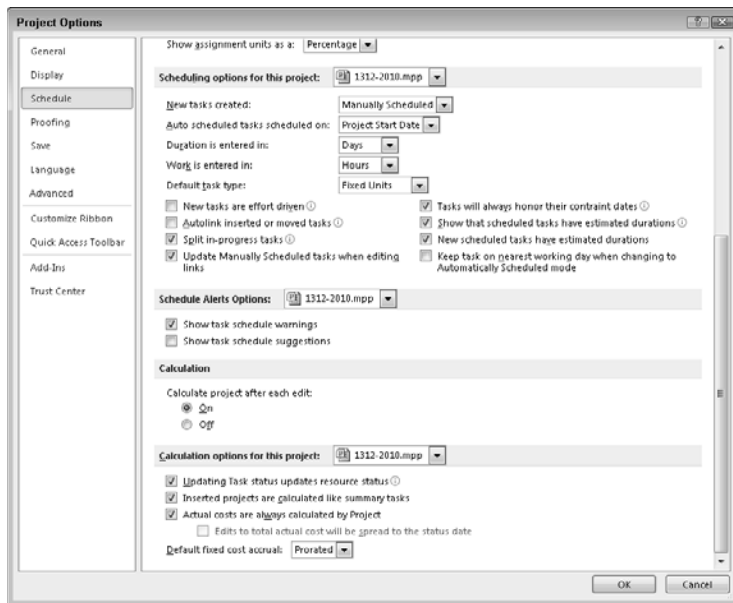 Project Options
General
Display
Schedule
Proofing
Save
Language
Advanced
Customize Ribbon
Quick Access Toolbar
Add-Ins
Trust Center
Show assignment units as a: Percentage
Scheduling options for this project: 1312-2010.mpp
New tasks created: Manually Scheduled
Auto scheduled tasks scheduled on: Project Start Date
Duration is entered in: Days
Work is entered in: Hours
Default task type: Fixed Units
New tasks are effort driven
Autolink inserted or moved tasks
Split in-progress tasks
Update Manually Scheduled tasks when editing
links
Tasks will always honor their contraint dates
Show that scheduled tasks have estimated durations
New scheduled tasks have estimated durations
Keep task on nearest working day when changing to
Automatically Scheduled mode
Schedule Alerts Options: 1312-2010.mpp
Show task schedule warnings
Show task schedule suggestions
Calculation
Calculate project after each edit:
On
Off
Calculation options for this project: 1312-2010.mpp
Updating Task status updates resource status
Inserted projects are calculated like summary tasks
Actual costs are always calculated by Project
Edits to total actual cost will be spread to the status date
Default fixed cost accrual: Prorated
OK
Cancel